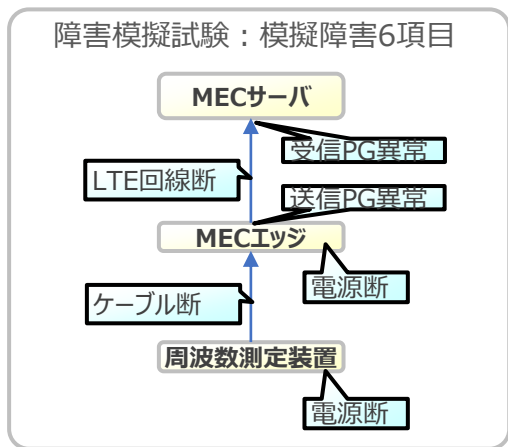 障害模擬試験：模擬障害6項目
MECサーバ
受信PG異常
LTE回線断
送信PG異常
MECエッジ
電源断
ケーブル断
周波数測定装置
電源断